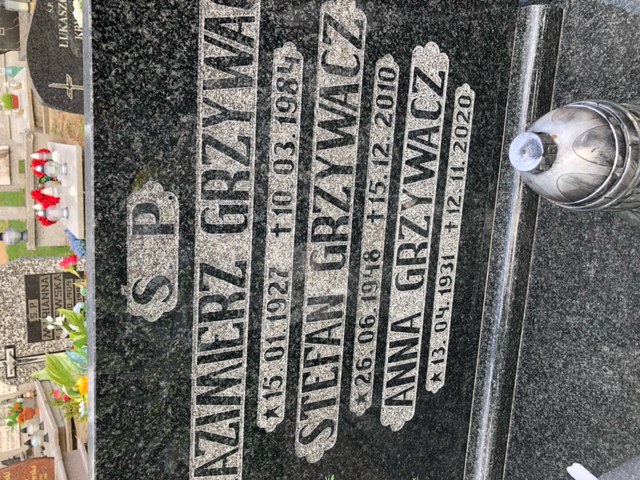 S P
AZIMIERZ GRZYWAC
★15.01.1927 †10.03.1984
STEFAN GRZYWACZ
★26.06.1948 †15.12.2010
ANNA GRZYWACZ
★13.04.1931 †12.11.2020
ŁUKASZ
S.P.